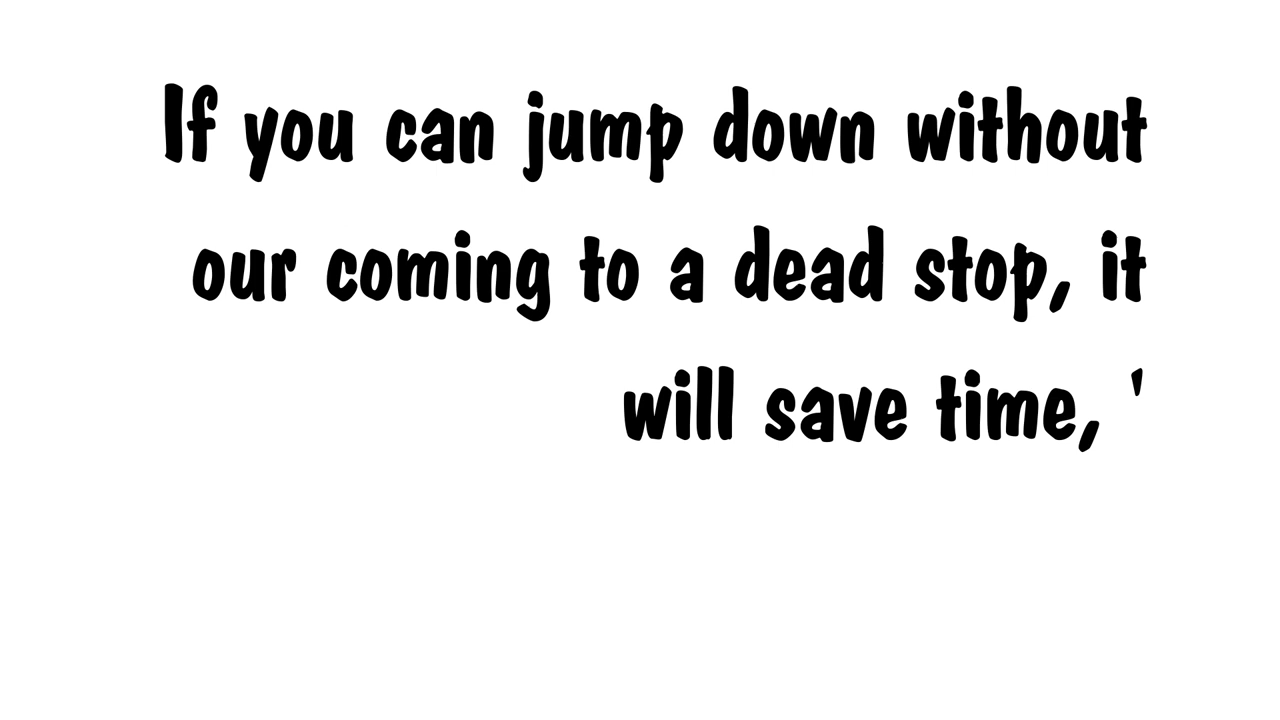 If you can jump down without
our coming to a dead stop, it
will save time, '